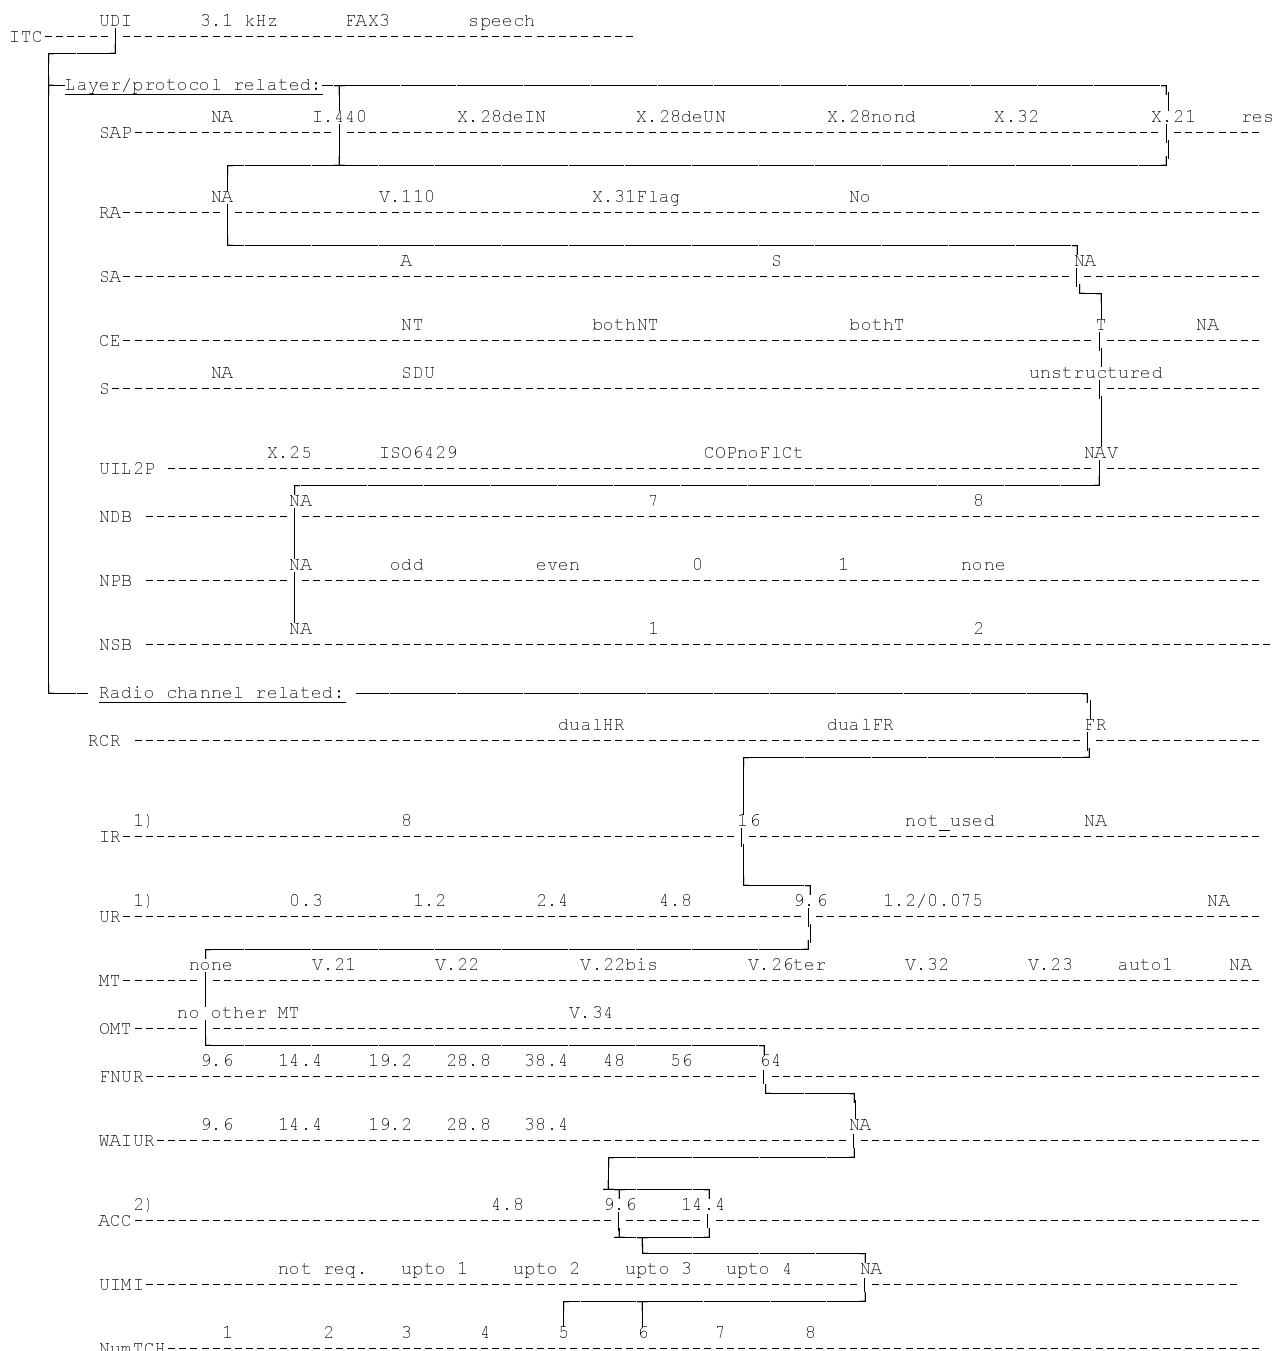 UDI 3.1 kHz FAX3 speech
ITC
Layer/protocol related:
NA I.440 X.28deIN X.28deUN X.28nond X.32 X.21 res
SAP
NA V.110 X.31Flag No
RA
A S NA
SA
NT bothNT bothT T NA
CE
NA SDU unstructured
S
X.25 ISO6429 COPnoFlCt NAV
UIL2P
NA 7 8
NDB
NA odd even 0 1 none
NPB
NA 1 2
NSB
Radio channel related:
dualHR dualFR FR
RCR
1) 8 16 not_used NA
IR
1) 0.3 1.2 2.4 4.8 9.6 1.2/0.075 NA
UR
none V.21 V.22 V.22bis V.26ter V.32 V.23 auto1 NA
MT
no other MT V.34
OMT
9.6 14.4 19.2 28.8 38.4 48 56 64
FNUR
9.6 14.4 19.2 28.8 38.4 NA
WAIUR
2) 4.8 9.6 14.4
ACC
not req. upto 1 upto 2 upto 3 upto 4 NA
UIMI
1 2 3 4 5 6 7 8
NumTCH